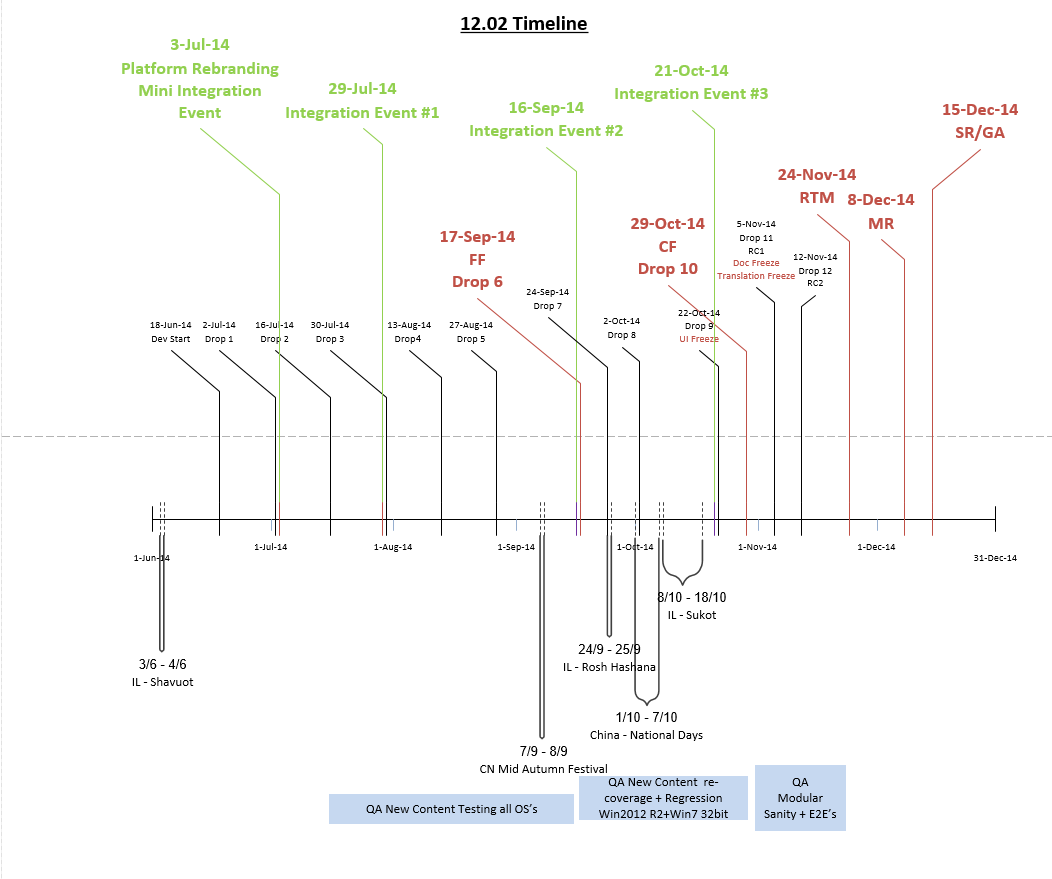 12.02 Timeline
3-Jul-14
Platform Rebranding
Mini Integration
Event
29-Jul-14
Integration Event #1
16-Sep-14
Integration Event #2
21-Oct-14
Integration Event #3
15-Dec-14
SR/GA
24-Nov-14
RTM
8-Dec-14
MR
17-Sep-14
FF
Drop 6
29-Oct-14
CF
Drop 10
5-Nov-14
Drop 11
RC1
Doc Freeze
Translation Freeze
12-Nov-14
Drop 12
RC2
24-Sep-14
Drop 7
18-Jun-14
Dev Start
2-Jul-14
Drop 1
16-Jul-14
Drop 2
30-Jul-14
Drop 3
13-Aug-14
Drop4
27-Aug-14
Drop 5
2-Oct-14
Drop 8
22-Oct-14
Drop 9
UI Freeze
1-Jun-14
1-Jul-14
1-Aug-14
1-Sep-14
1-Oct-14
1-Nov-14
1-Dec-14
31-Dec-14
8/10 - 18/10
IL - Sukot
3/6 - 4/6
IL - Shavuot
24/9 - 25/9
IL - Rosh Hashana
1/10 - 7/10
China - National Days
7/9 - 8/9
CN Mid Autumn Festival
QA New Content Testing all OS's
QA New Content re-
coverage + Regression
Win2012 R2+Win7 32bit
QA
Modular
Sanity + E2E's